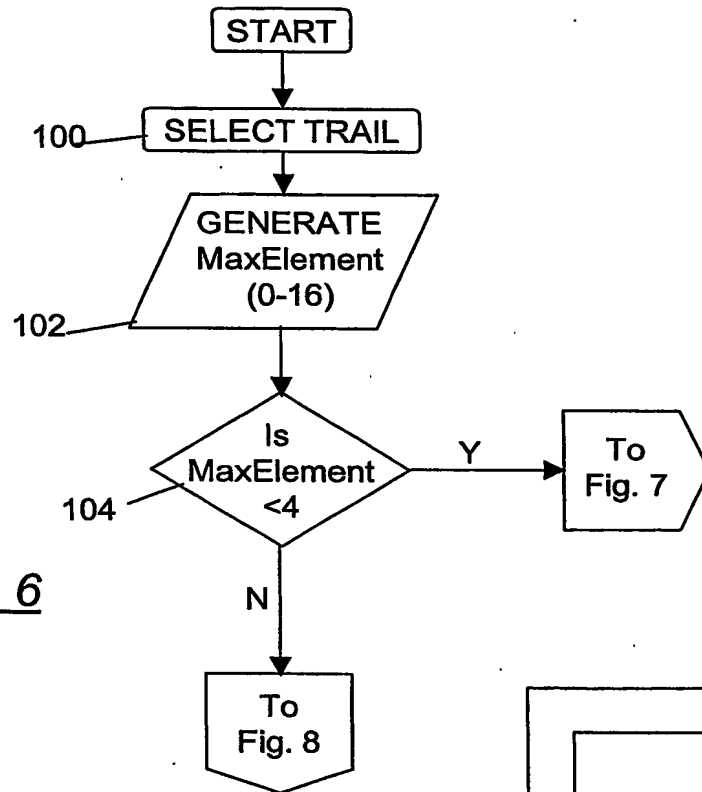 START
100
SELECT TRAIL
GENERATE
MaxElement
(0-16)
102
Is
MaxElement
<4
104
Y
To
Fig. 7
6
N
To
Fig. 8